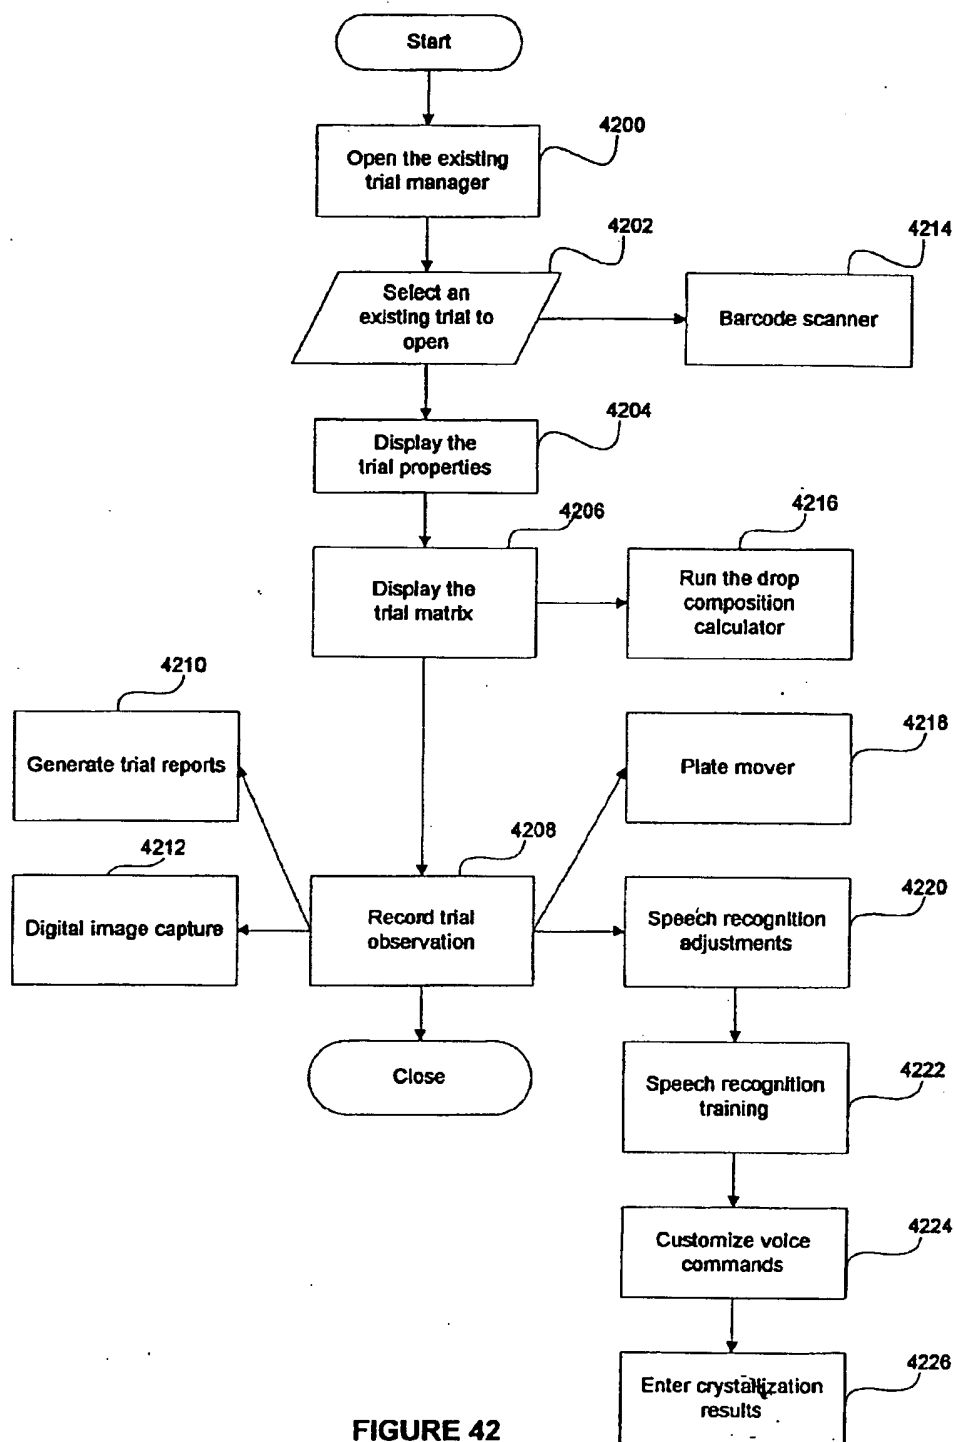 Start
4200
Open the existing
trial manager
4202
4214
Select an
existing trial to
open
Barcode scanner
4204
Display the
trial properties
4206
4216
Display the
trial matrix
Run the drop
composition
calculator
4210
4218
Generate trial reports
Plate mover
4208
4212
4220
Digital image capture
Record trial
observation
Speech recognition
adjustments
Close
4222
Speech recognition
training
4224
Customize voice
commands
4226
Enter crystallization
results
FIGURE 42